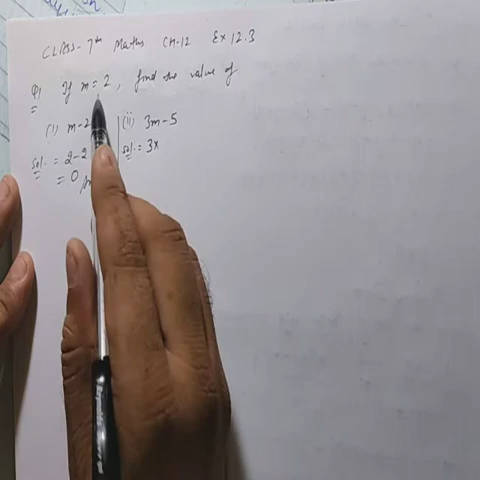 CLASS- 7th Maths CH-12 Ex 12.3
Q1 If m = 2, find the value of
(i) m-2 (ii) 3m-5
Sol. = 2-2 Sol. = 3x
= 0